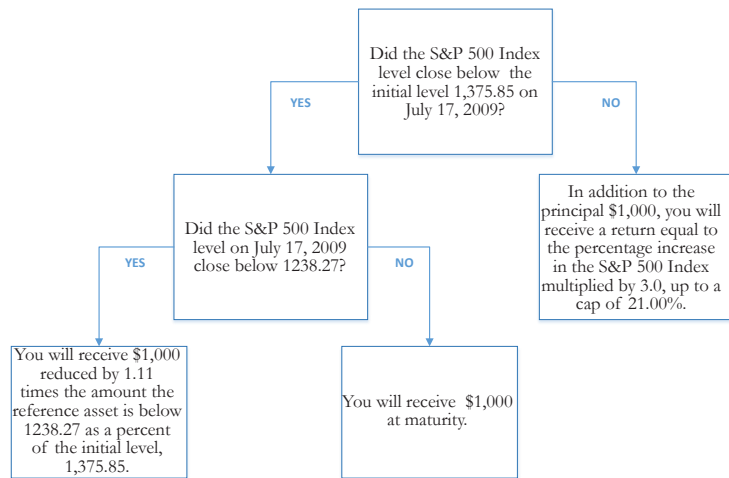 Did the S&P 500 Index
level close below the
initial level 1,375.85 on
July 17, 2009?
YES
NO
Did the S&P 500 Index
level on July 17, 2009
close below 1238.27?
In addition to the
principal $1,000, you will
receive a return equal to
the percentage increase
in the S&P 500 Index
multiplied by 3.0, up to a
cap of 21.00%.
YES
NO
You will receive $1,000
reduced by 1.11
times the amount the
reference asset is below
1238.27 as a percent
of the initial level,
1,375.85.
You will receive $1,000
at maturity.